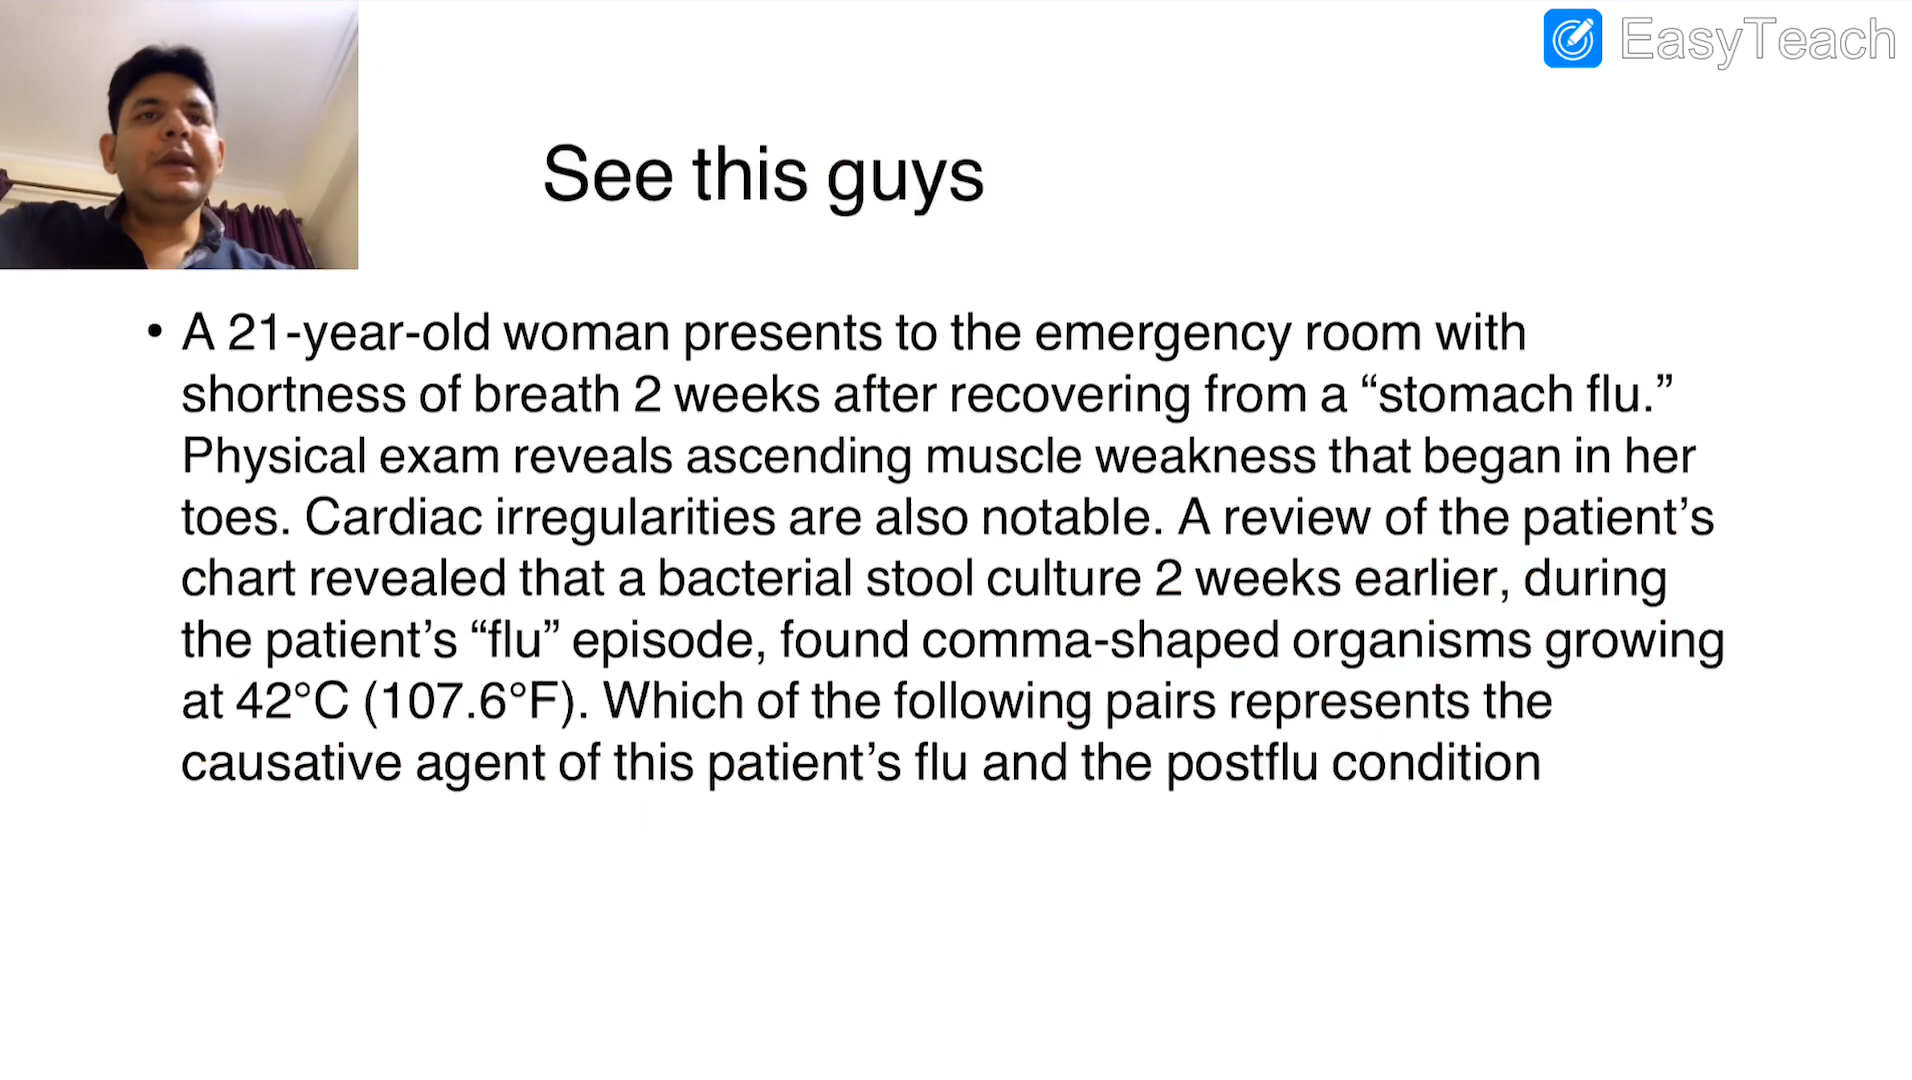 EasyTeach
See this guys
• A 21-year-old woman presents to the emergency room with
shortness of breath 2 weeks after recovering from a “stomach flu.”
Physical exam reveals ascending muscle weakness that began in her
toes. Cardiac irregularities are also notable. A review of the patient’s
chart revealed that a bacterial stool culture 2 weeks earlier, during
the patient’s “flu” episode, found comma-shaped organisms growing
at 42°C (107.6°F). Which of the following pairs represents the
causative agent of this patient’s flu and the postflu condition